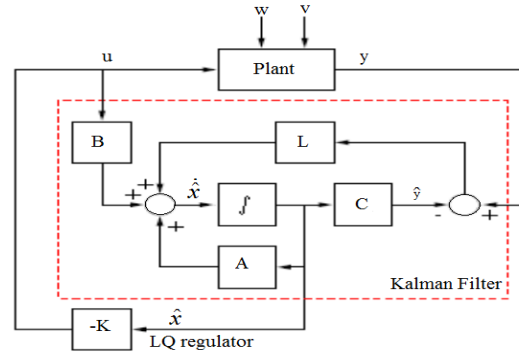 w v
u Plant y
B L
+ + x̂̇ ∫ C ŷ - +
+ A
Kalman Filter
-K x̂
LQ regulator